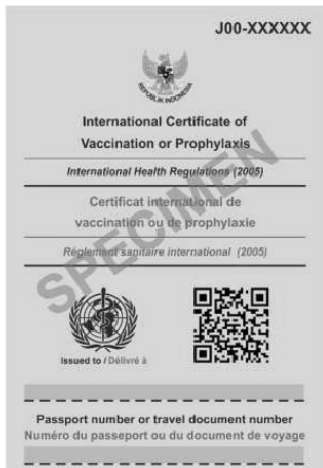 J00-XXXXXX
REPUBLIK INDONESIA
International Certificate of
Vaccination or Prophylaxis
International Health Regulations (2005)
Certificat international de
vaccination ou de prophylaxie
Réglement sanitaire international (2005)
SPECIMEN
Issued to / Délivré à
Passport number or travel document number
Numéro du passeport ou du document de voyage